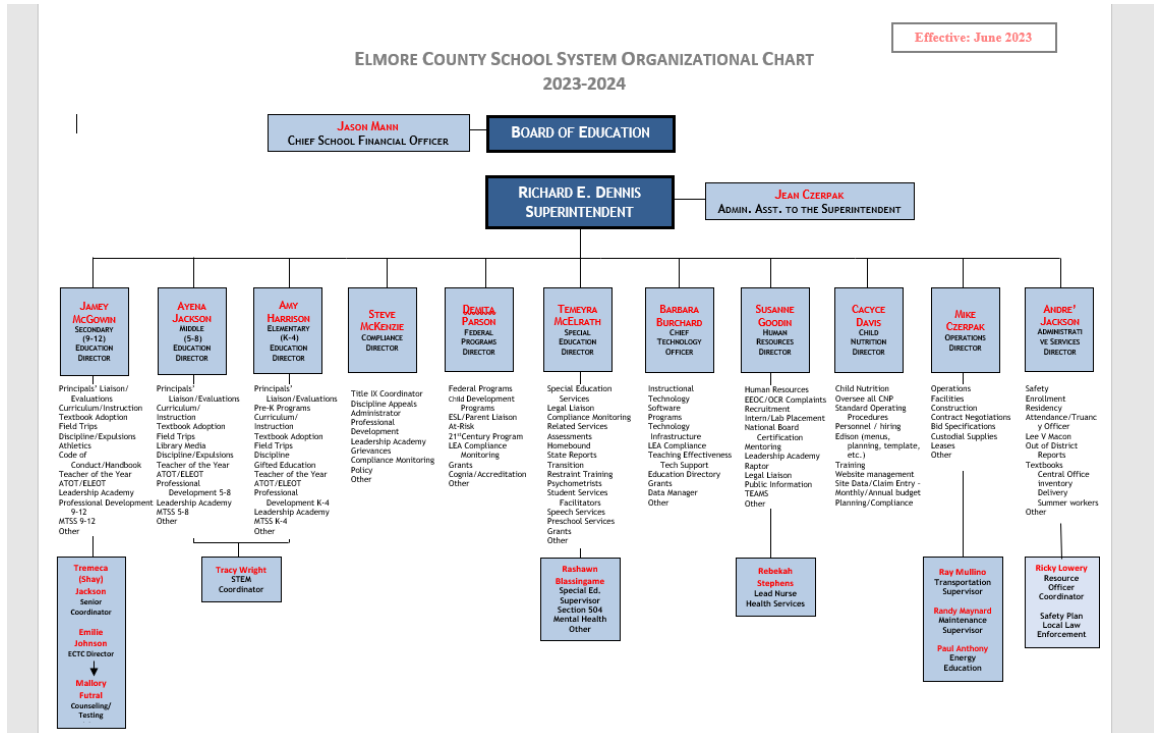 Effective: June 2023
ELMORE COUNTY SCHOOL SYSTEM ORGANIZATIONAL CHART
2023-2024
JASON MANN
CHIEF SCHOOL FINANCIAL OFFICER
BOARD OF EDUCATION
RICHARD E. DENNIS
SUPERINTENDENT
JEAN CZERPAK
ADMIN. ASST. TO THE SUPERINTENDENT
JAMEY
MCGOWIN
SECONDARY
(9-12)
EDUCATION
DIRECTOR
Principals' Liaison/
Evaluations
Curriculum/Instruction
Textbook Adoption
Field Trips
Discipline/Expulsions
Athletics
Code of
Conduct/Handbook
Teacher of the Year
ATOT/ELEOT
Leadership Academy
Professional Development
9-12
MTSS 9-12
Other
Tremeca
(Shay)
Jackson
Senior
Coordinator
Emilie
Johnson
ECTC Director
Mallory
Futral
Counseling/
Testing
AYENA
JACKSON
MIDDLE
(5-8)
EDUCATION
DIRECTOR
Principals'
Liaison/Evaluations
Curriculum/
Instruction
Textbook Adoption
Field Trips
Library Media
Discipline/Expulsions
Teacher of the Year
ATOT/ELEOT
Professional
Development 5-8
Leadership Academy
MTSS 5-8
Other
AMY
HARRISON
ELEMENTARY
(K-4)
EDUCATION
DIRECTOR
Principals'
Liaison/Evaluations
Pre-K Programs
Curriculum/
Instruction
Textbook Adoption
Field Trips
Discipline
Gifted Education
Teacher of the Year
ATOT/ELEOT
Professional
Development K-4
Leadership Academy
MTSS K-4
Other
Tracy Wright
STEM
Coordinator
STEVE
MCKENZIE
COMPLIANCE
DIRECTOR
Title IX Coordinator
Discipline Appeals
Administrator
Professional
Development
Leadership Academy
Grievances
Compliance Monitoring
Policy
Other
DEMITA
PARSON
FEDERAL
PROGRAMS
DIRECTOR
Federal Programs
Child Development
Programs
ESL/Parent Liaison
At-Risk
21stCentury Program
LEA Compliance
Monitoring
Grants
Cognia/Accreditation
Other
TEMEYRA
MCELRATH
SPECIAL
EDUCATION
DIRECTOR
Special Education
Services
Legal Liaison
Compliance Monitoring
Related Services
Assessments
Homebound
State Reports
Transition
Restraint Training
Psychometrists
Student Services
Facilitators
Speech Services
Preschool Services
Grants
Other
Rashawn
Blassingame
Special Ed.
Supervisor
Section 504
Mental Health
Other
BARBARA
BURCHARD
CHIEF
TECHNOLOGY
OFFICER
Instructional
Technology
Software
Programs
Technology
Infrastructure
LEA Compliance
Teaching Effectiveness
Tech Support
Education Directory
Grants
Data Manager
Other
SUSANNE
GOODIN
HUMAN
RESOURCES
DIRECTOR
Human Resources
EEOC/OCR Complaints
Recruitment
Intern/Lab Placement
National Board
Certification
Mentoring
Leadership Academy
Raptor
Legal Liaison
Public Information
TEAMS
Other
Rebekah
Stephens
Lead Nurse
Health Services
CACYCE
DAVIS
CHILD
NUTRITION
DIRECTOR
Child Nutrition
Oversee all CNP
Standard Operating
Procedures
Personnel / hiring
Edison (menus,
planning, template,
etc.)
Training
Website management
Site Data/Claim Entry -
Monthly/Annual budget
Planning/Compliance
MIKE
CZERPAK
OPERATIONS
DIRECTOR
Operations
Facilities
Construction
Contract Negotiations
Bid Specifications
Custodial Supplies
Leases
Other
Ray Mullino
Transportation
Supervisor
Randy Maynard
Maintenance
Supervisor
Paul Anthony
Energy
Education
ANDRE'
JACKSON
ADMINISTRATI
VE SERVICES
DIRECTOR
Safety
Enrollment
Residency
Attendance/Truanc
y Officer
Lee V Macon
Out of District
Reports
Textbooks
Central Office
inventory
Delivery
Summer workers
Other
Ricky Lowery
Resource
Officer
Coordinator
Safety Plan
Local Law
Enforcement